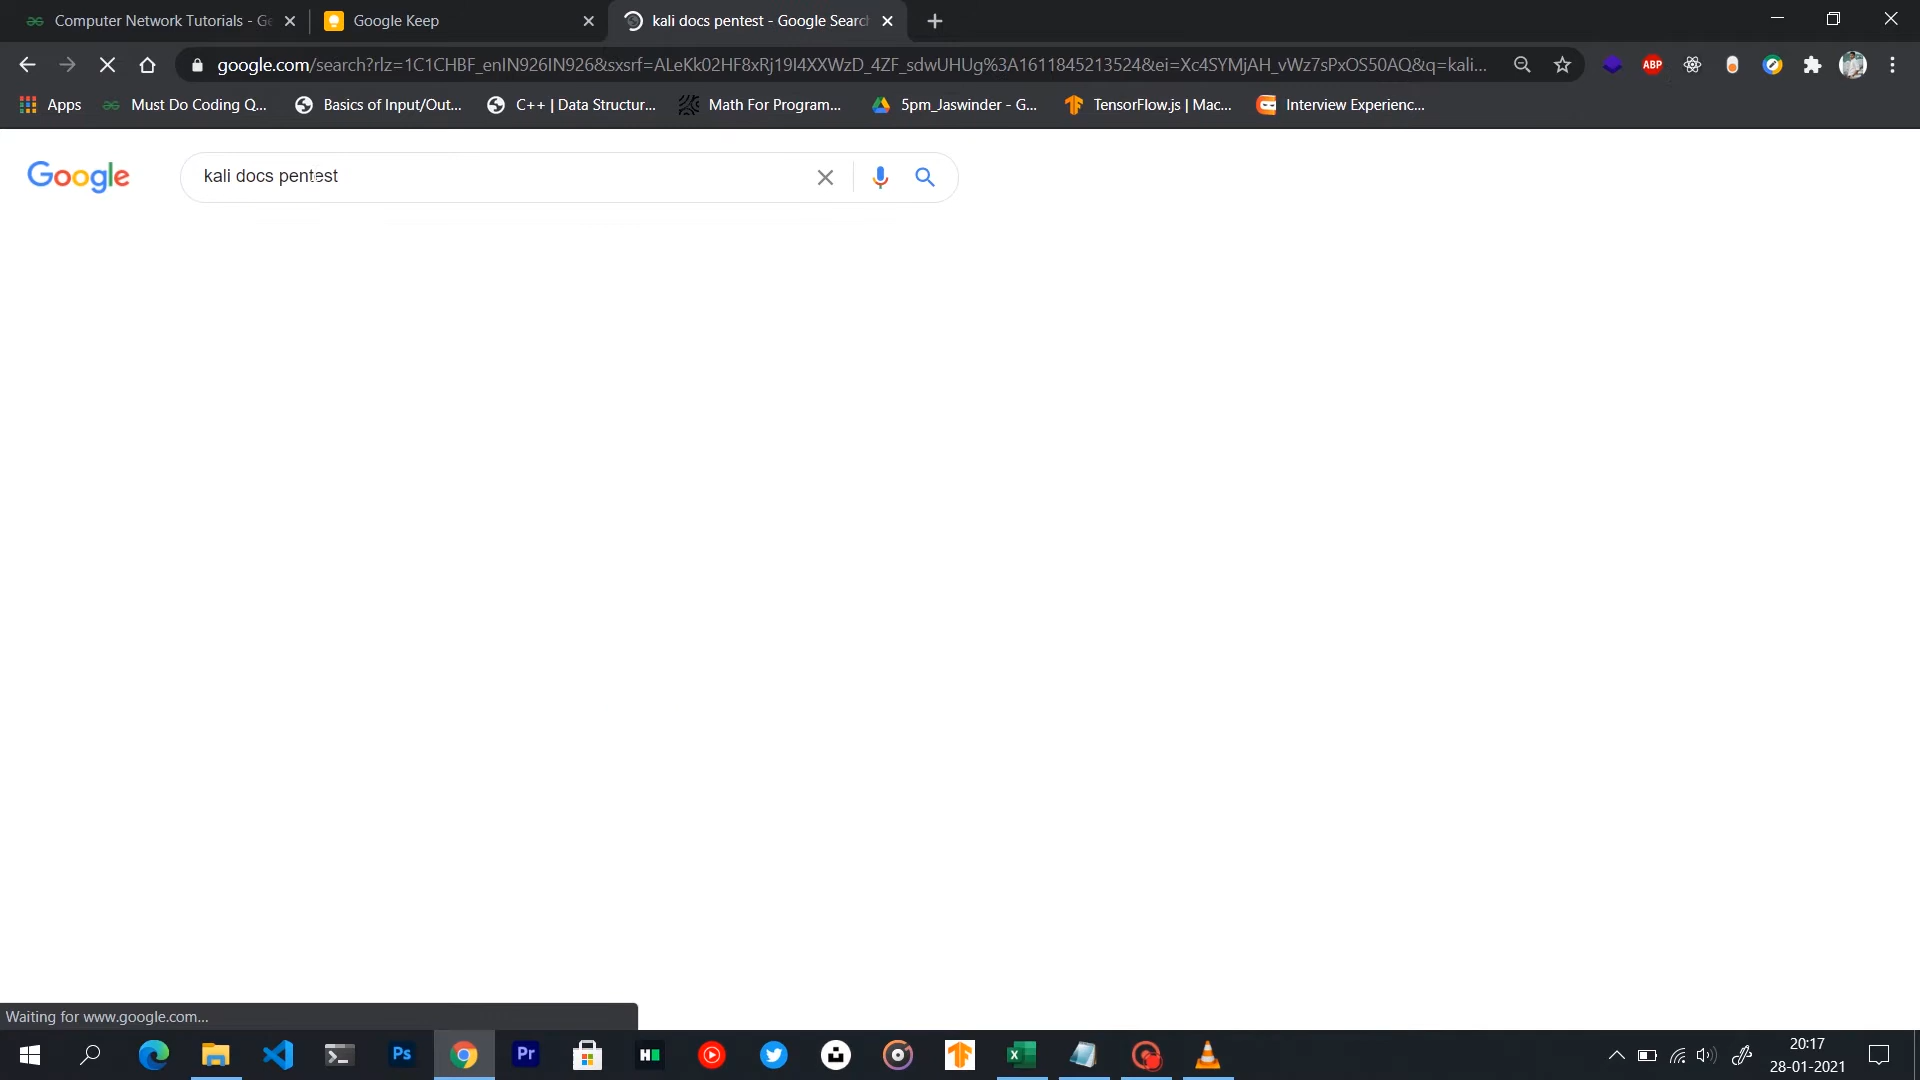 Computer Network Tutorials - Ge
Google Keep
kali docs pentest - Google Search
google.com/search?rlz=1C1CHBF_enIN926IN926&sxsrf=ALeKk02HF8xRj19I4XXWzD_4ZF_sdwUHUg%3A1611845213524&ei=Xc4SYMjAH_vWz7sPxOS50AQ&q=kali...
ABP
Apps
Must Do Coding Q...
Basics of Input/Out...
C++ | Data Structur...
Math For Program...
5pm_Jaswinder - G...
TensorFlow.js | Mac...
Interview Experienc...
Google
kali docs pentest
Waiting for www.google.com...
Ps
Pr
H
20:17
28-01-2021